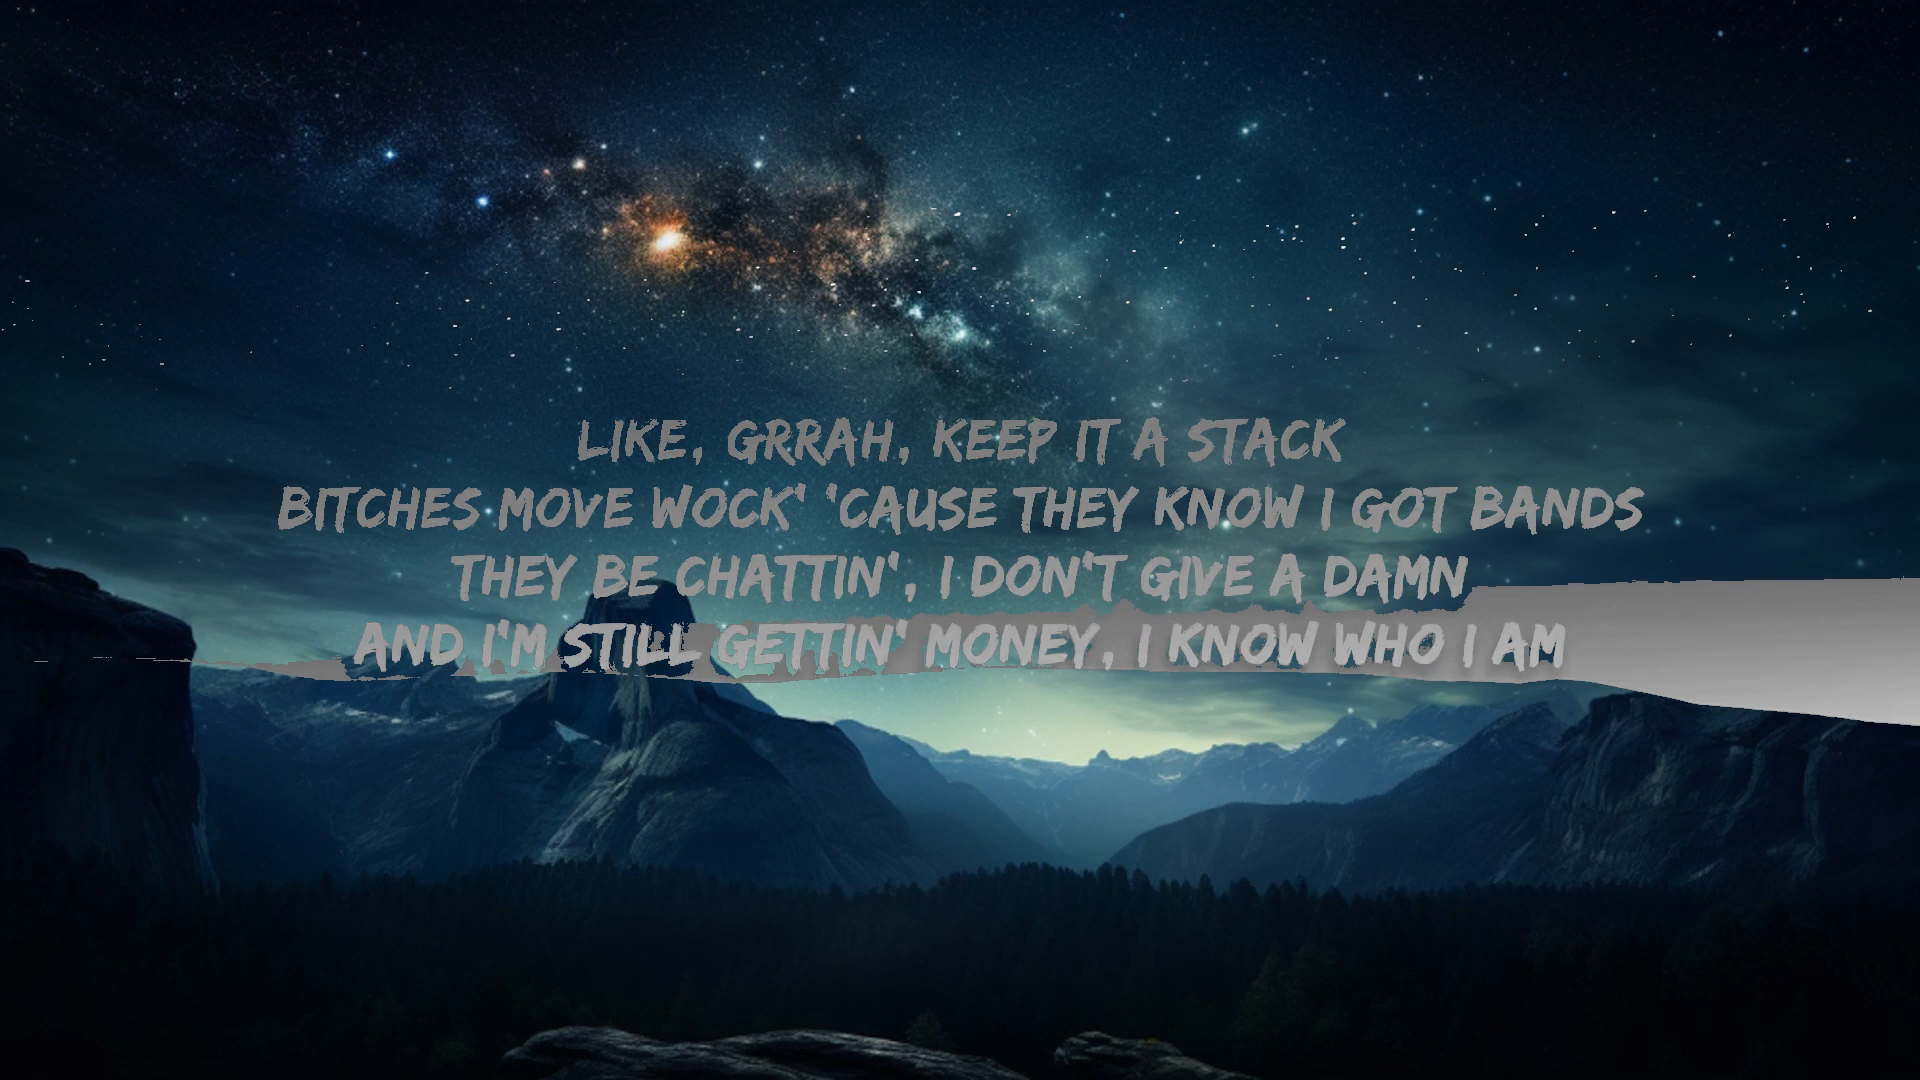 LIKE, GRRAH, KEEP IT A STACK
BITCHES MOVE WOCK' 'CAUSE THEY KNOW I GOT BANDS
THEY BE CHATTIN', I DON'T GIVE A DAMN
AND I'M STILL GETTIN' MONEY, I KNOW WHO I AM